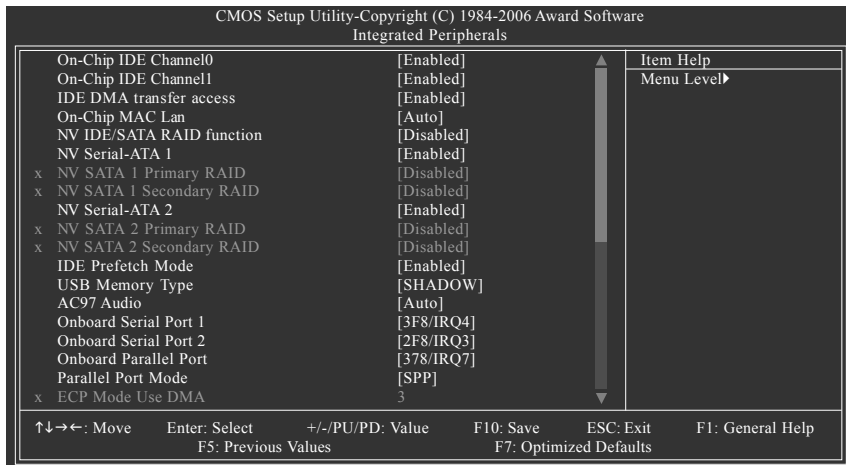 CMOS Setup Utility-Copyright (C) 1984-2006 Award Software
Integrated Peripherals
On-Chip IDE Channel0 [Enabled] Item Help
On-Chip IDE Channel1 [Enabled] Menu Level▶
IDE DMA transfer access [Enabled]
On-Chip MAC Lan [Auto]
NV IDE/SATA RAID function [Disabled]
NV Serial-ATA 1 [Enabled]
x NV SATA 1 Primary RAID [Disabled]
x NV SATA 1 Secondary RAID [Disabled]
NV Serial-ATA 2 [Enabled]
x NV SATA 2 Primary RAID [Disabled]
x NV SATA 2 Secondary RAID [Disabled]
IDE Prefetch Mode [Enabled]
USB Memory Type [SHADOW]
AC97 Audio [Auto]
Onboard Serial Port 1 [3F8/IRQ4]
Onboard Serial Port 2 [2F8/IRQ3]
Onboard Parallel Port [378/IRQ7]
Parallel Port Mode [SPP]
x ECP Mode Use DMA 3
↑↓→←: Move Enter: Select +/-/PU/PD: Value F10: Save ESC: Exit F1: General Help
F5: Previous Values F7: Optimized Defaults